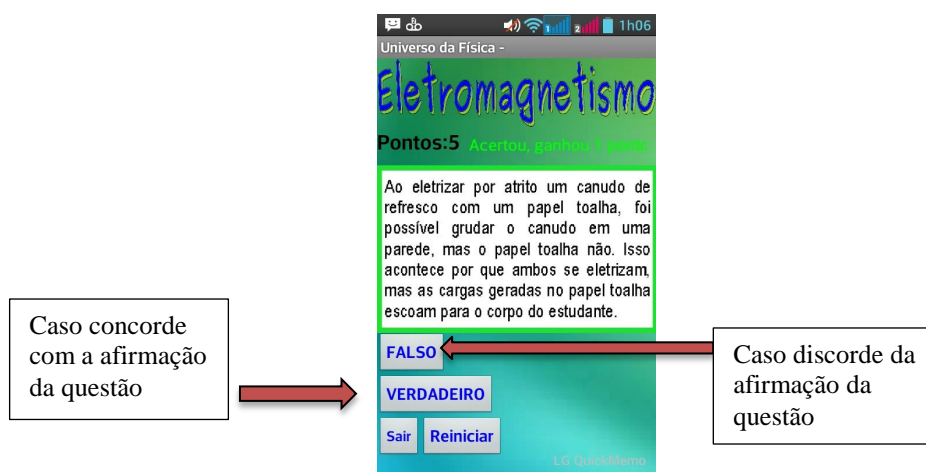 1h06
Universo da Física -
Eletromagnetismo
Pontos:5 Acertou, ganhou 1 ponto
Ao eletrizar por atrito um canudo de
refresco com um papel toalha, foi
possível grudar o canudo em uma
parede, mas o papel toalha não. Isso
acontece por que ambos se eletrizam,
mas as cargas geradas no papel toalha
escoam para o corpo do estudante.
FALSO
VERDADEIRO
Sair Reiniciar
LG QuickMemo
Caso concorde
com a afirmação
da questão
Caso discorde da
afirmação da
questão